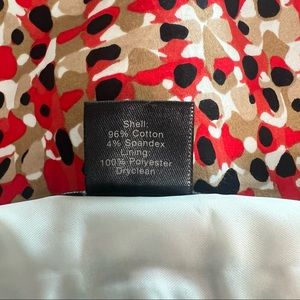 Shell:
96% Cotton
4% Spandex
Lining:
100% Polyester
Dryclean